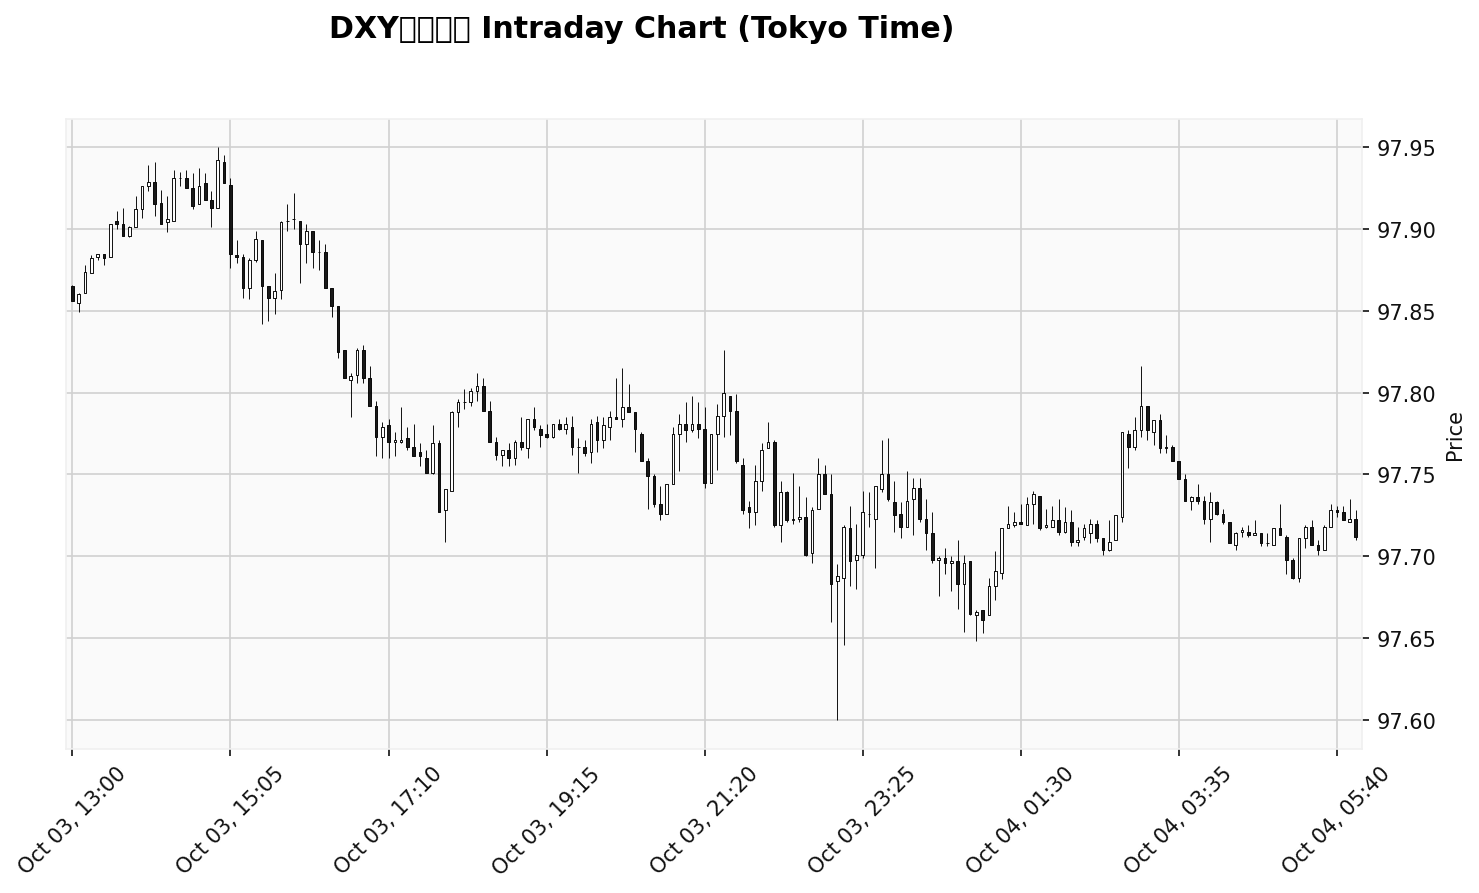 DXY Intraday Chart (Tokyo Time)
97.95
97.90
97.85
97.80
97.75
97.70
97.65
97.60
Price
Oct 03, 13:00
Oct 03, 15:05
Oct 03, 17:10
Oct 03, 19:15
Oct 03, 21:20
Oct 03, 23:25
Oct 04, 01:30
Oct 04, 03:35
Oct 04, 05:40